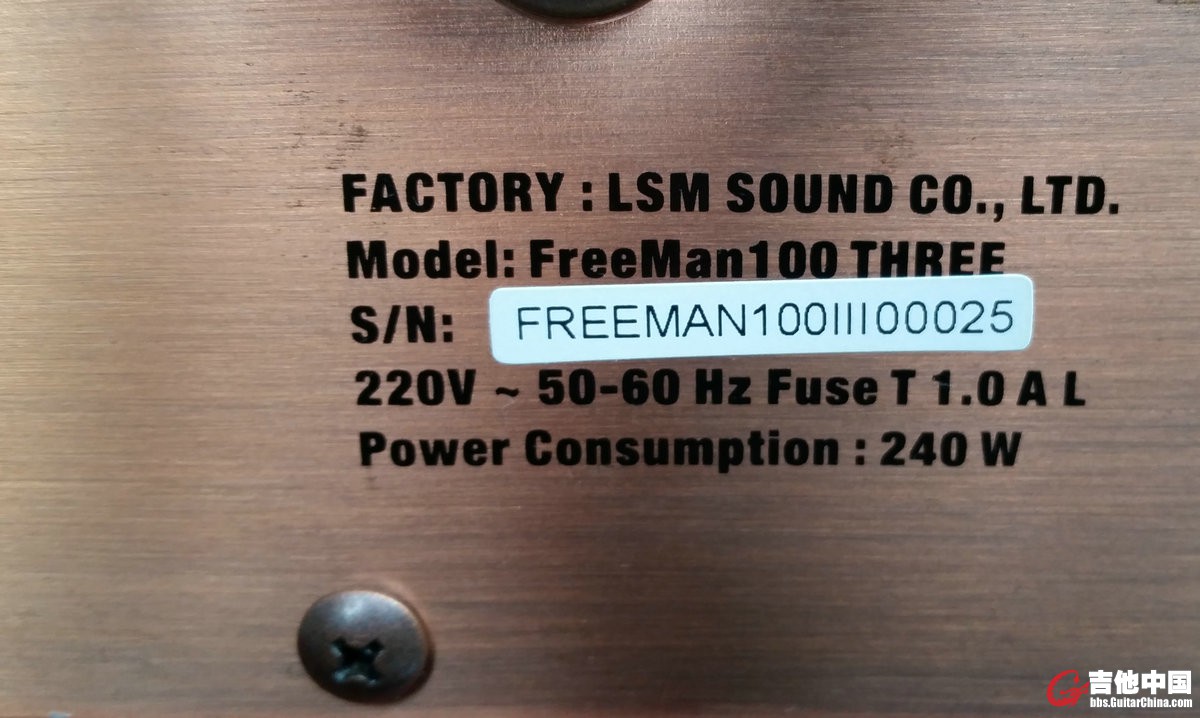 FACTORY : LSM SOUND CO., LTD.
Model: FreeMan100 THREE
S/N: FREEMAN100III00025
220V ~ 50-60 Hz Fuse T 1.0 A L
Power Consumption : 240 W
吉他中国
bbs.GuitarChina.com